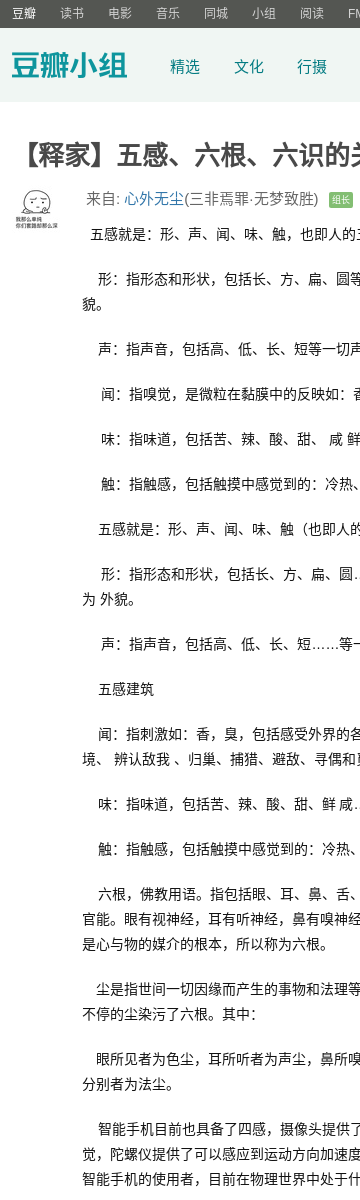 豆瓣 读书 电影 音乐 同城 小组 阅读 FM
豆瓣小组 精选 文化 行摄
【释家】五感、六根、六识的关
来自: 心外无尘(三非焉罪·无梦致胜) 组长
我那么单纯
你们套路那那么深
五感就是：形、声、闻、味、触，也即人的五
形：指形态和形状，包括长、方、扁、圆等
貌。
声：指声音，包括高、低、长、短等一切声
闻：指嗅觉，是微粒在黏膜中的反映如：香
味：指味道，包括苦、辣、酸、甜、 咸 鲜
触：指触感，包括触摸中感觉到的：冷热、
五感就是：形、声、闻、味、触（也即人的
形：指形态和形状，包括长、方、扁、圆…
为 外貌。
声：指声音，包括高、低、长、短……等一
五感建筑
闻：指刺激如：香，臭，包括感受外界的各
境、 辨认敌我 、归巢、捕猎、避敌、寻偶和觅
味：指味道，包括苦、辣、酸、甜、鲜 咸…
触：指触感，包括触摸中感觉到的：冷热、
六根，佛教用语。指包括眼、耳、鼻、舌、
官能。眼有视神经，耳有听神经，鼻有嗅神经
是心与物的媒介的根本，所以称为六根。
尘是指世间一切因缘而产生的事物和法理等
不停的尘染污了六根。其中：
眼所见者为色尘，耳所听者为声尘，鼻所嗅
分别者为法尘。
智能手机目前也具备了四感，摄像头提供了
觉，陀螺仪提供了可以感应到运动方向加速度
智能手机的使用者，目前在物理世界中处于什